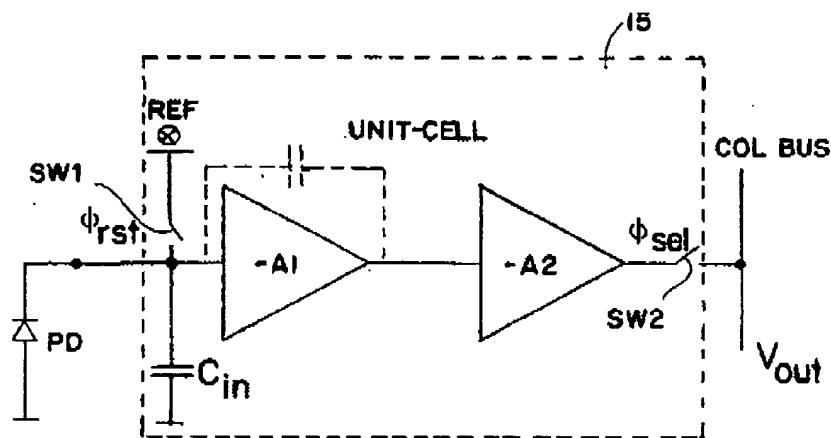 15
REF
UNIT-CELL
COL BUS
SW1
ϕrst
-A1
-A2
ϕsel
SW2
PD
Cin
Vout